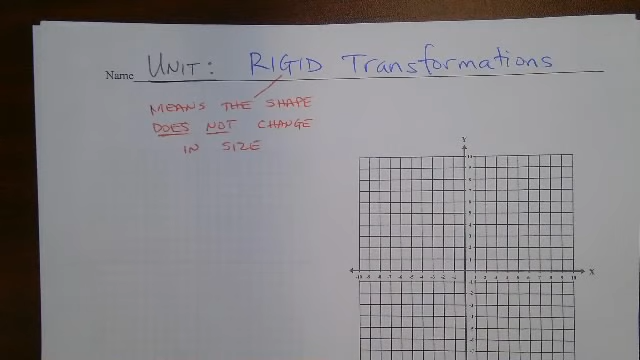 Name UNIT: RIGID Transformations
MEANS THE SHAPE
DOES NOT CHANGE
IN SIZE
Y
X